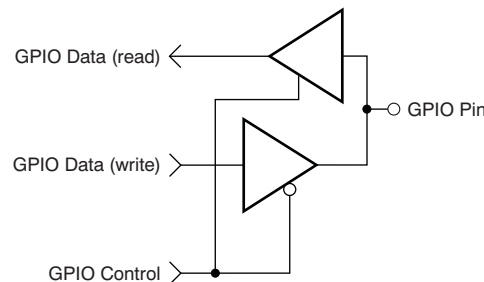 GPIO Data (read)
GPIO Pin
GPIO Data (write)
GPIO Control